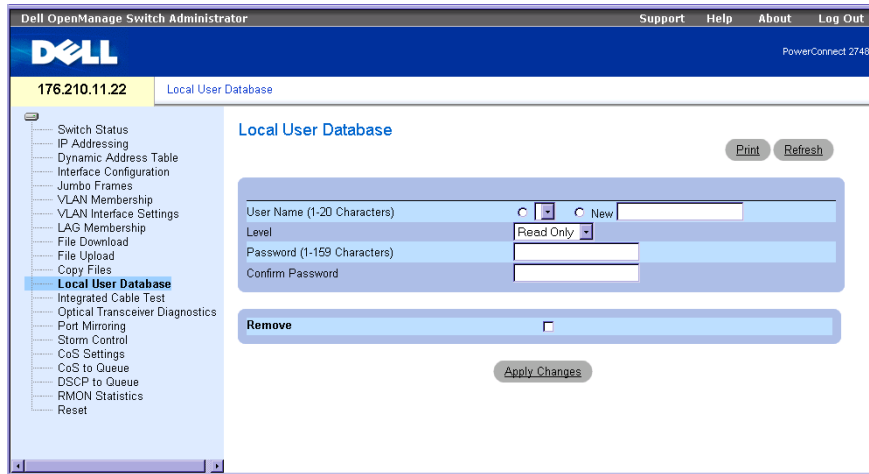 Dell OpenManage Switch Administrator
Support Help About Log Out
DELL
PowerConnect 2748
176.210.11.22
Local User Database
Switch Status
IP Addressing
Dynamic Address Table
Interface Configuration
Jumbo Frames
VLAN Membership
VLAN Interface Settings
LAG Membership
File Download
File Upload
Copy Files
Local User Database
Integrated Cable Test
Optical Transceiver Diagnostics
Port Mirroring
Storm Control
CoS Settings
CoS to Queue
DSCP to Queue
RMON Statistics
Reset
Local User Database
Print Refresh
User Name (1-20 Characters) New
Level Read Only
Password (1-159 Characters)
Confirm Password
Remove
Apply Changes